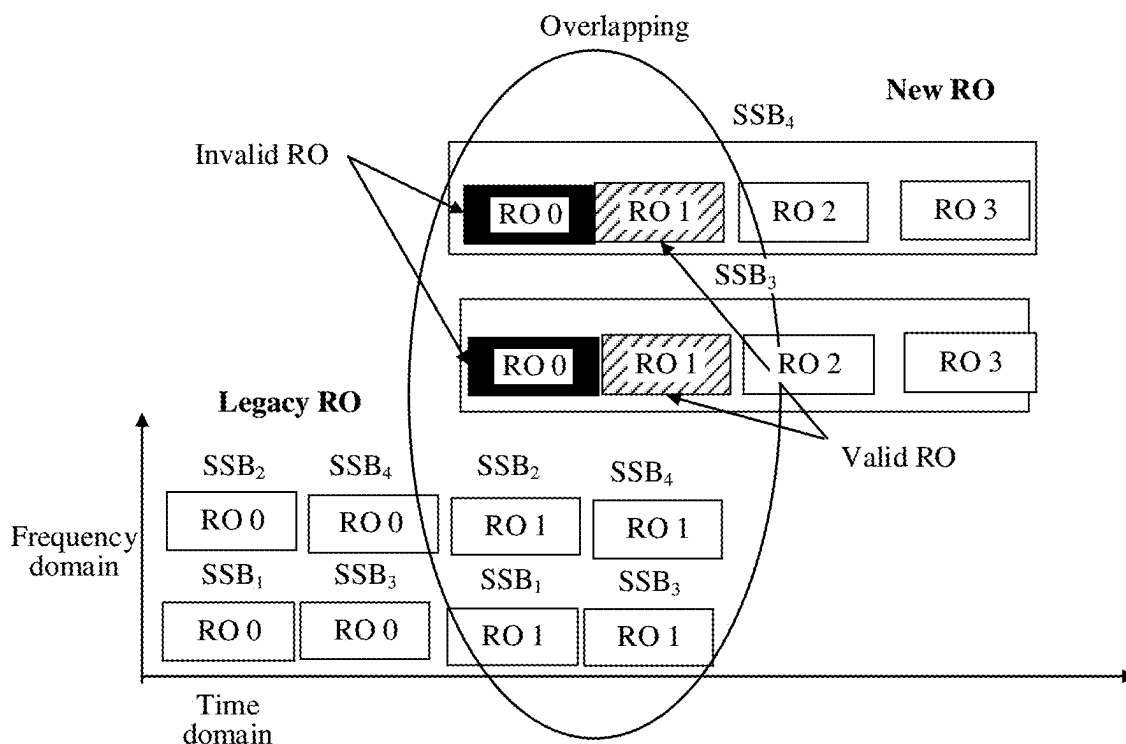 Overlapping
New RO
SSB₄
Invalid RO
RO 0
RO 1
RO 2
RO 3
SSB₃
RO 0
RO 1
RO 2
RO 3
Legacy RO
Valid RO
SSB₂
SSB₄
SSB₂
SSB₄
RO 0
RO 0
RO 1
RO 1
Frequency
domain
SSB₁
SSB₃
SSB₁
SSB₃
RO 0
RO 0
RO 1
RO 1
Time
domain